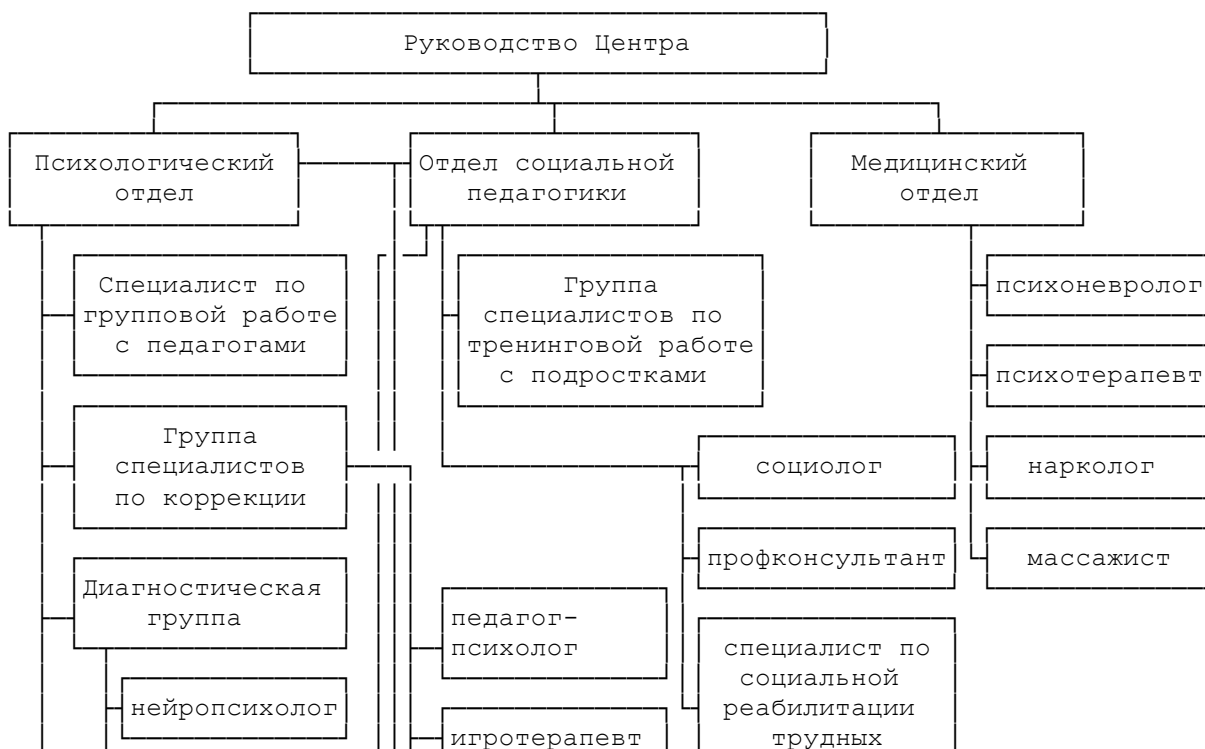 Руководство Центра
Психологический
отдел
Отдел социальной
педагогики
Медицинский
отдел
Специалист по
групповой работе
с педагогами
Группа
специалистов по
тренинговой работе
с подростками
психоневролог
психотерапевт
Группа
специалистов
по коррекции
социолог
нарколог
профконсультант
массажист
Диагностическая
группа
педагог-
психолог
специалист по
социальной
реабилитации
трудных
нейропсихолог
игротерапевт